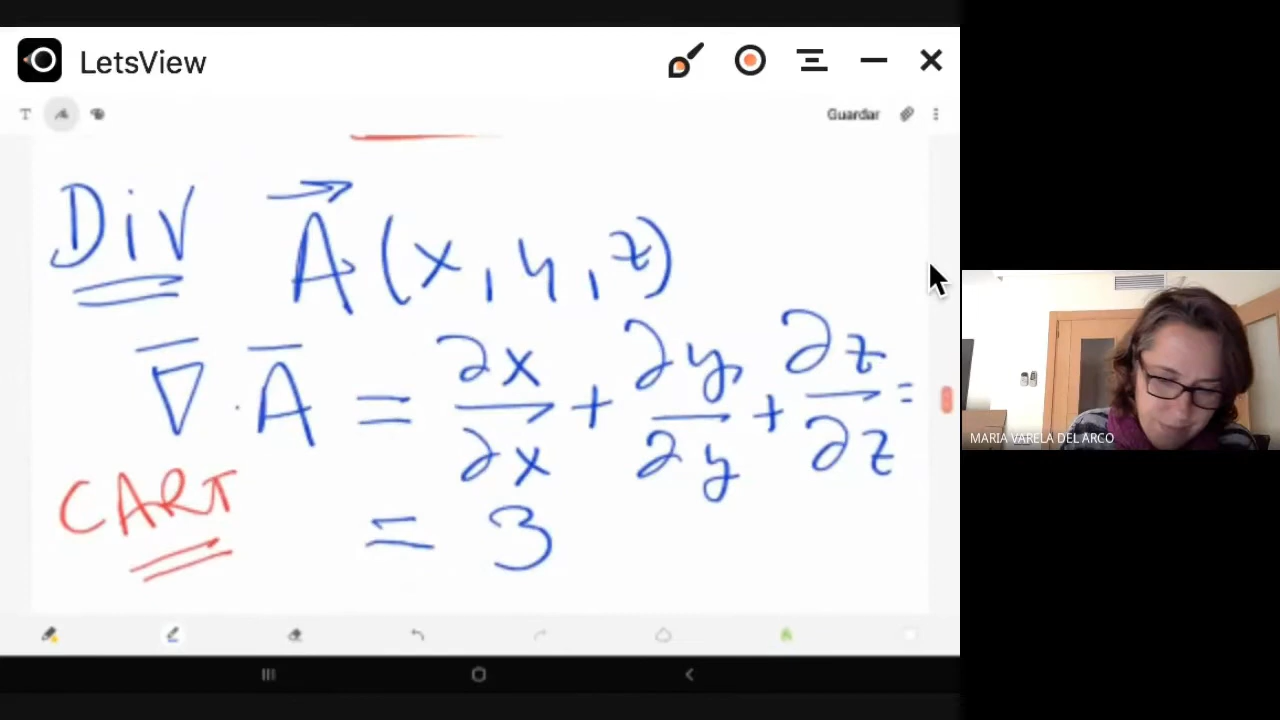 LetsView
T
Guardar
Div A⃗ (x, y, z)
∇̅ · A̅ = ∂x/∂x + ∂y/∂y + ∂z/∂z =
CART
= 3
MARIA VARELA DEL ARCO